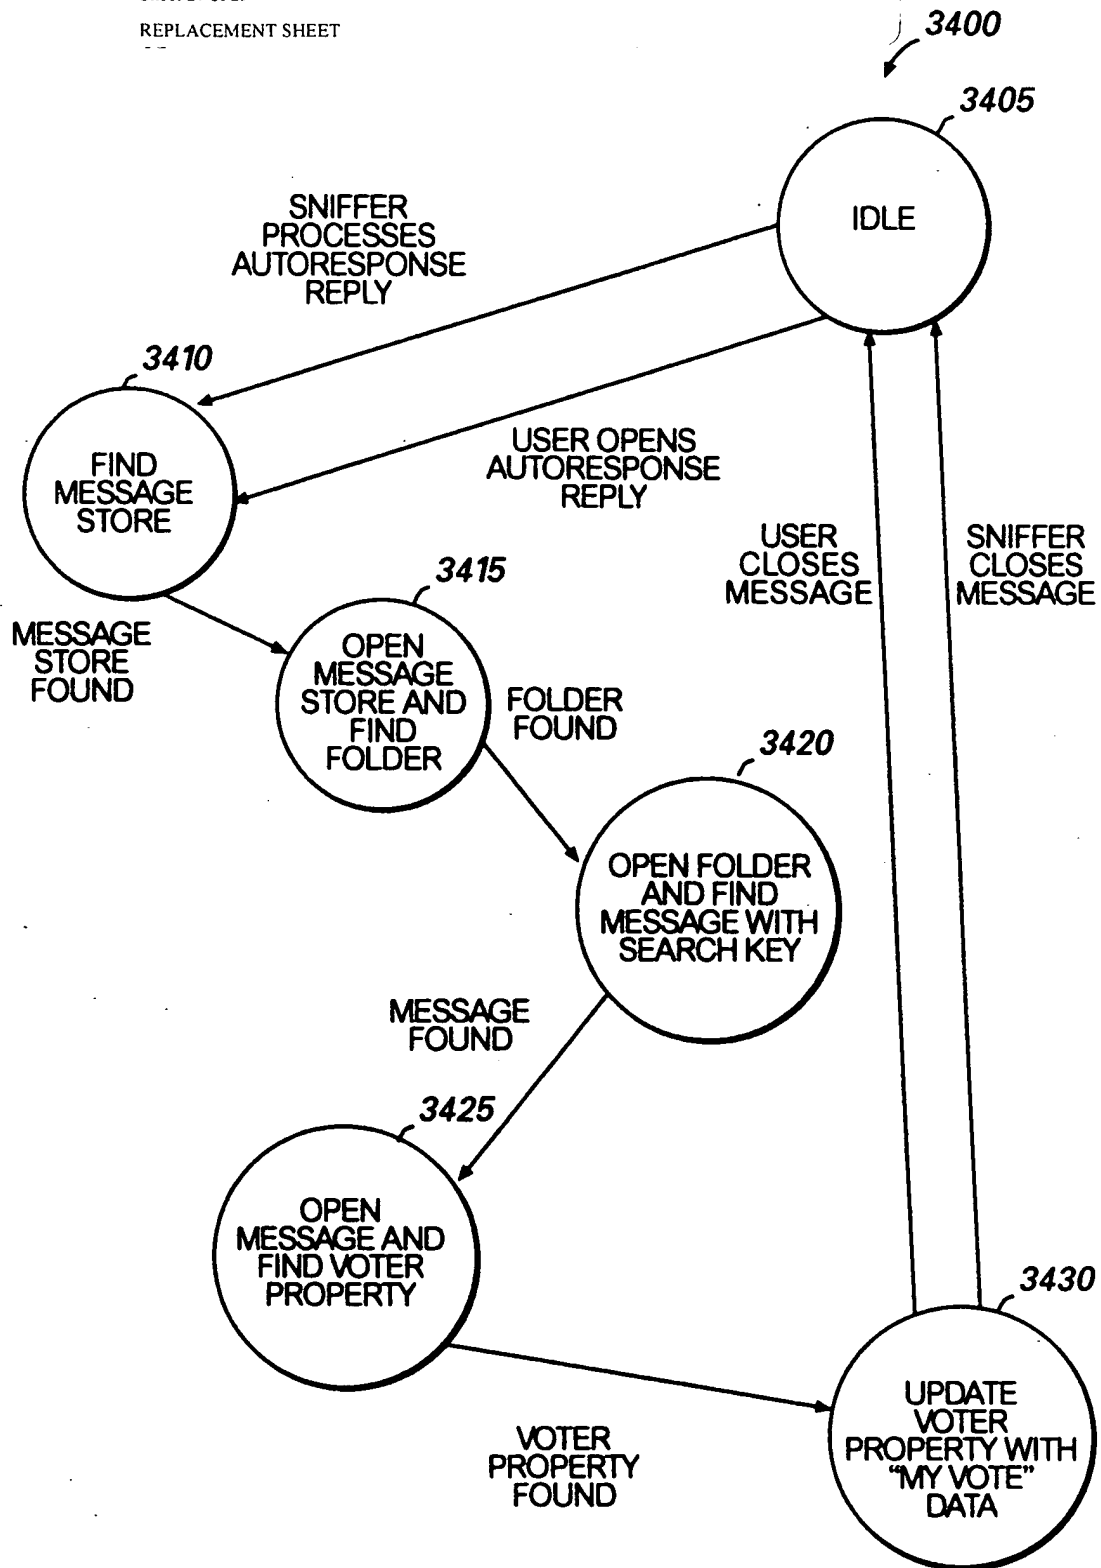 REPLACEMENT SHEET
3400
3405
IDLE
SNIFFER
PROCESSES
AUTORESPONSE
REPLY
3410
FIND
MESSAGE
STORE
USER OPENS
AUTORESPONSE
REPLY
USER
CLOSES
MESSAGE
SNIFFER
CLOSES
MESSAGE
MESSAGE
STORE
FOUND
3415
OPEN
MESSAGE
STORE AND
FIND
FOLDER
FOLDER
FOUND
3420
OPEN FOLDER
AND FIND
MESSAGE WITH
SEARCH KEY
MESSAGE
FOUND
3425
OPEN
MESSAGE AND
FIND VOTER
PROPERTY
VOTER
PROPERTY
FOUND
3430
UPDATE
VOTER
PROPERTY WITH
“MY VOTE”
DATA